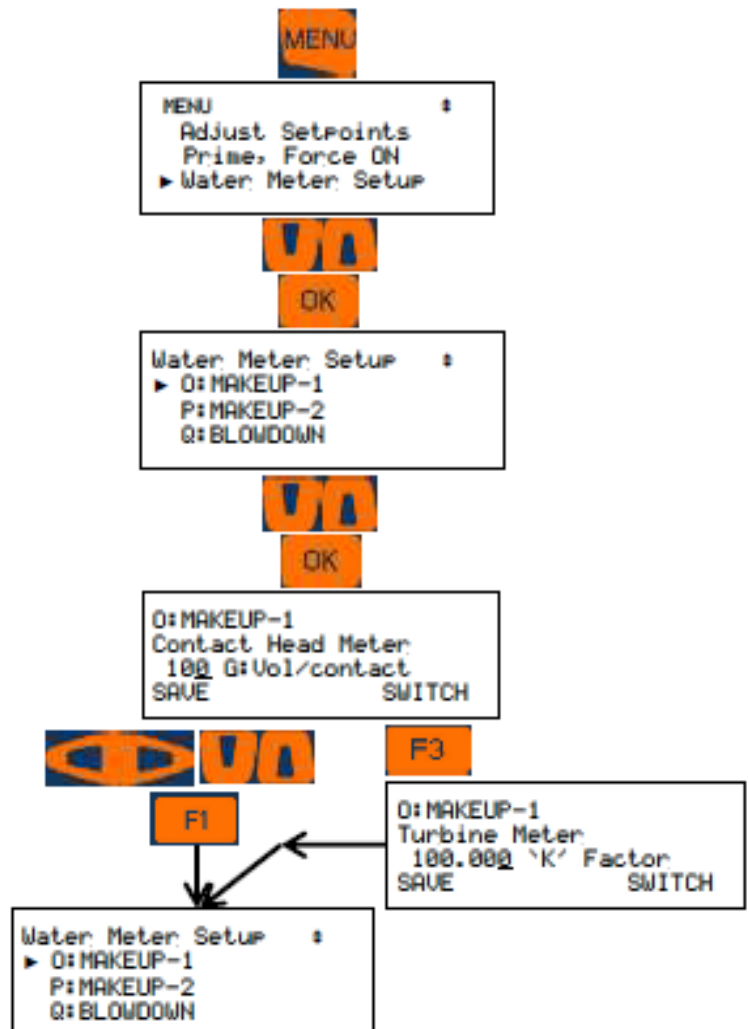 MENU
MENU ⬍
Adjust Setpoints
Prime, Force ON
► Water Meter Setup
OK
Water Meter Setup ⬍
► O:MAKEUP-1
P:MAKEUP-2
Q:BLOWDOWN
OK
O:MAKEUP-1
Contact Head Meter
100 G:Vol/contact
SAVE SWITCH
F3
F1
O:MAKEUP-1
Turbine Meter
100.000 `K´ Factor
SAVE SWITCH
Water Meter Setup ⬍
► O:MAKEUP-1
P:MAKEUP-2
Q:BLOWDOWN